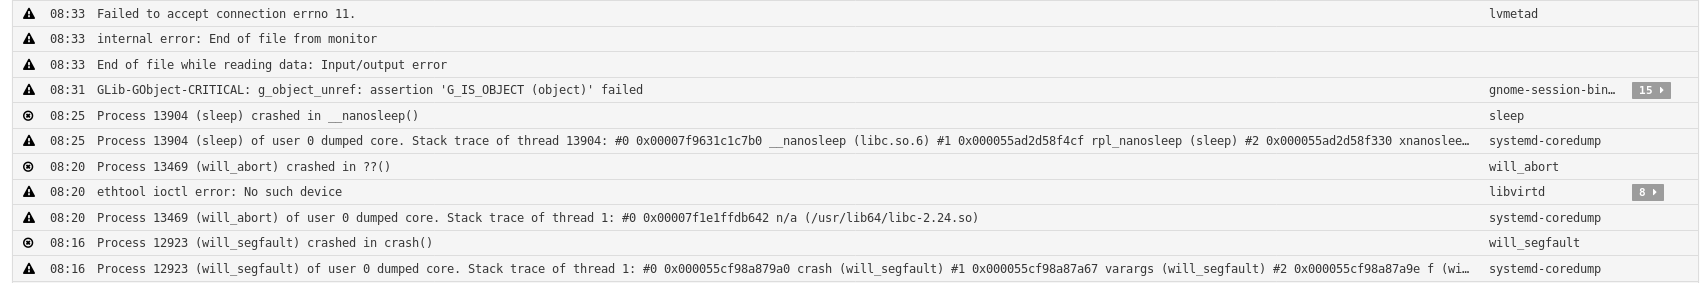 08:33 Failed to accept connection errno 11. lvmetad
08:33 internal error: End of file from monitor
08:33 End of file while reading data: Input/output error
08:31 GLib-GObject-CRITICAL: g_object_unref: assertion 'G_IS_OBJECT (object)' failed gnome-session-bin… 15
08:25 Process 13904 (sleep) crashed in __nanosleep() sleep
08:25 Process 13904 (sleep) of user 0 dumped core. Stack trace of thread 13904: #0 0x00007f9631c1c7b0 __nanosleep (libc.so.6) #1 0x000055ad2d58f4cf rpl_nanosleep (sleep) #2 0x000055ad2d58f330 xnanoslee… systemd-coredump
08:20 Process 13469 (will_abort) crashed in ??() will_abort
08:20 ethtool ioctl error: No such device libvirtd 8
08:20 Process 13469 (will_abort) of user 0 dumped core. Stack trace of thread 1: #0 0x00007f1e1ffdb642 n/a (/usr/lib64/libc-2.24.so) systemd-coredump
08:16 Process 12923 (will_segfault) crashed in crash() will_segfault
08:16 Process 12923 (will_segfault) of user 0 dumped core. Stack trace of thread 1: #0 0x000055cf98a879a0 crash (will_segfault) #1 0x000055cf98a87a67 varargs (will_segfault) #2 0x000055cf98a87a9e f (wi… systemd-coredump